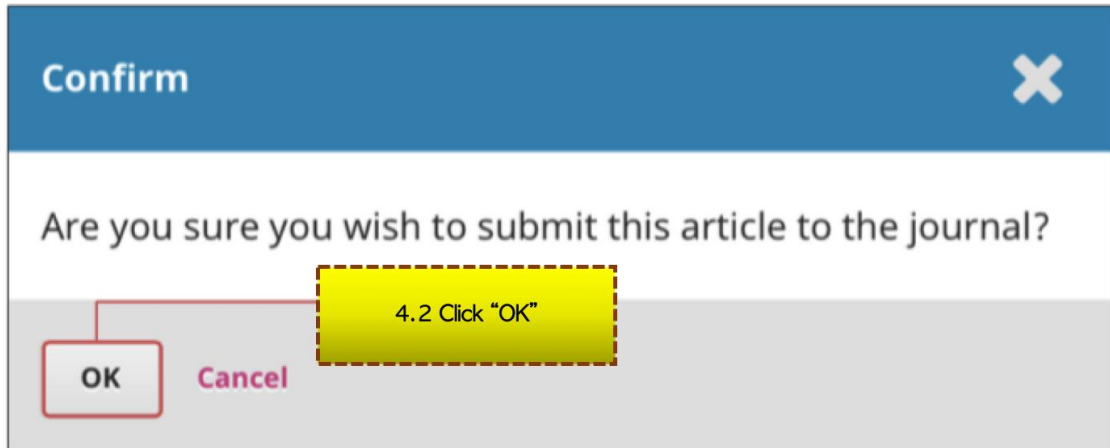 Confirm
Are you sure you wish to submit this article to the journal?
4.2 Click “OK”
OK
Cancel